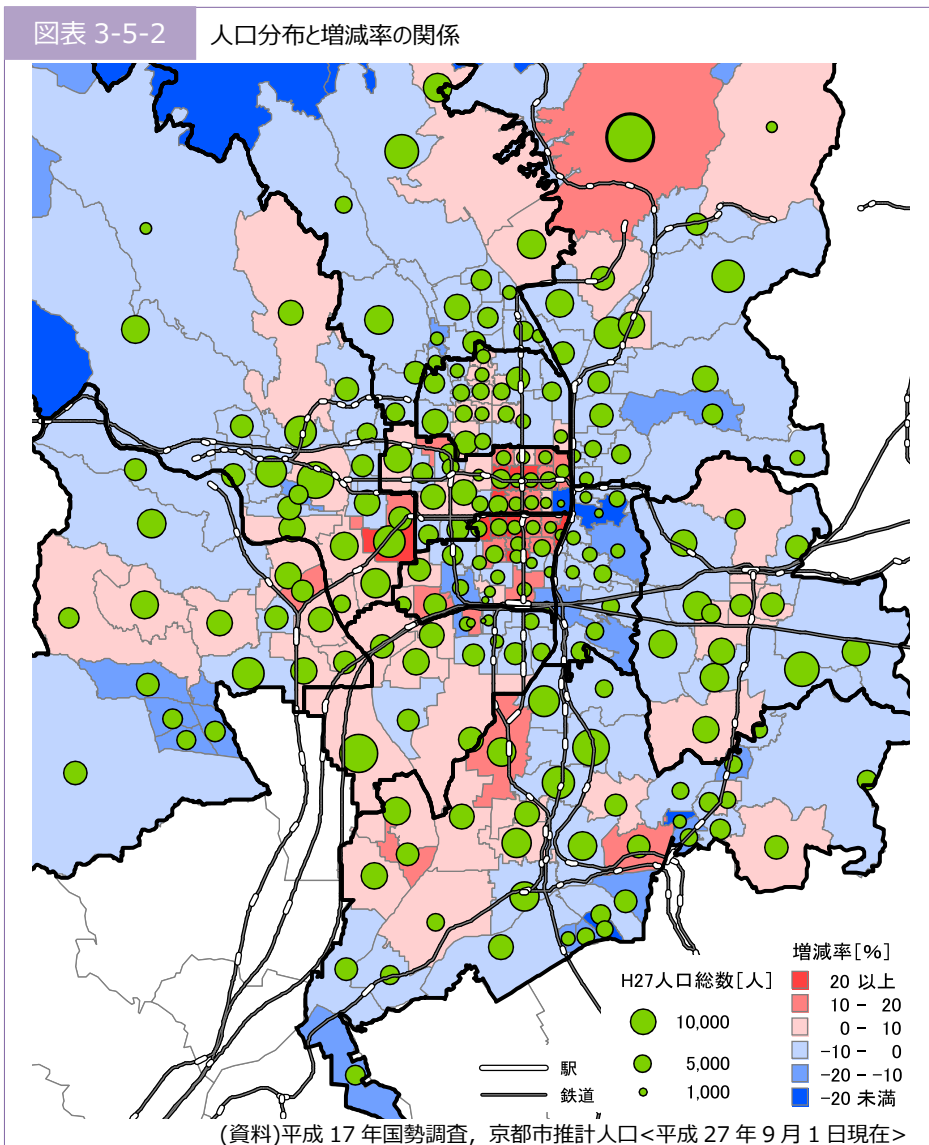 図表 3-5-2
人口分布と増減率の関係
増減率[%]
20 以上
10 - 20
0 - 10
-10 - 0
-20 - -10
-20 未満
H27人口総数[人]
10,000
5,000
1,000
駅
鉄道
(資料)平成 17 年国勢調査，京都市推計人口<平成 27 年 9 月 1 日現在>